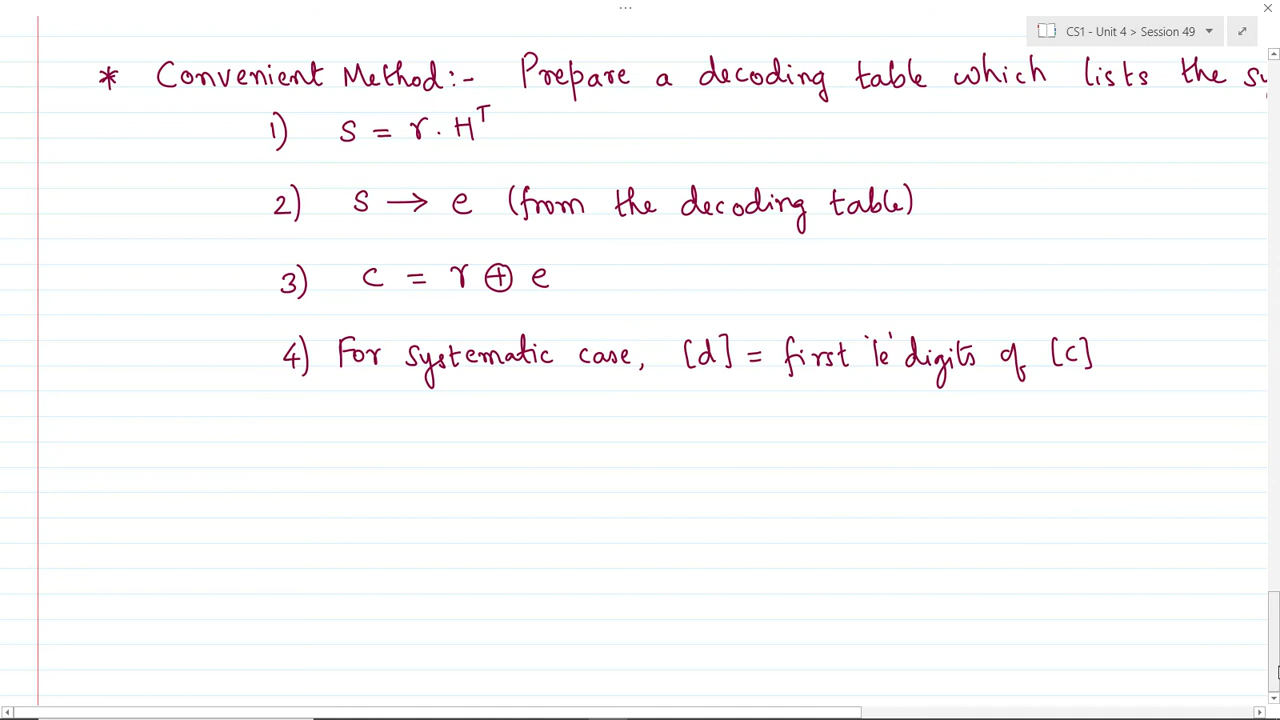 CS1 - Unit 4 > Session 49
* Convenient Method:- Prepare a decoding table which lists the
1) s = r . H^T
2) s → e (from the decoding table)
3) c = r ⊕ e
4) For systematic case, [d] = first 'k' digits of [c]